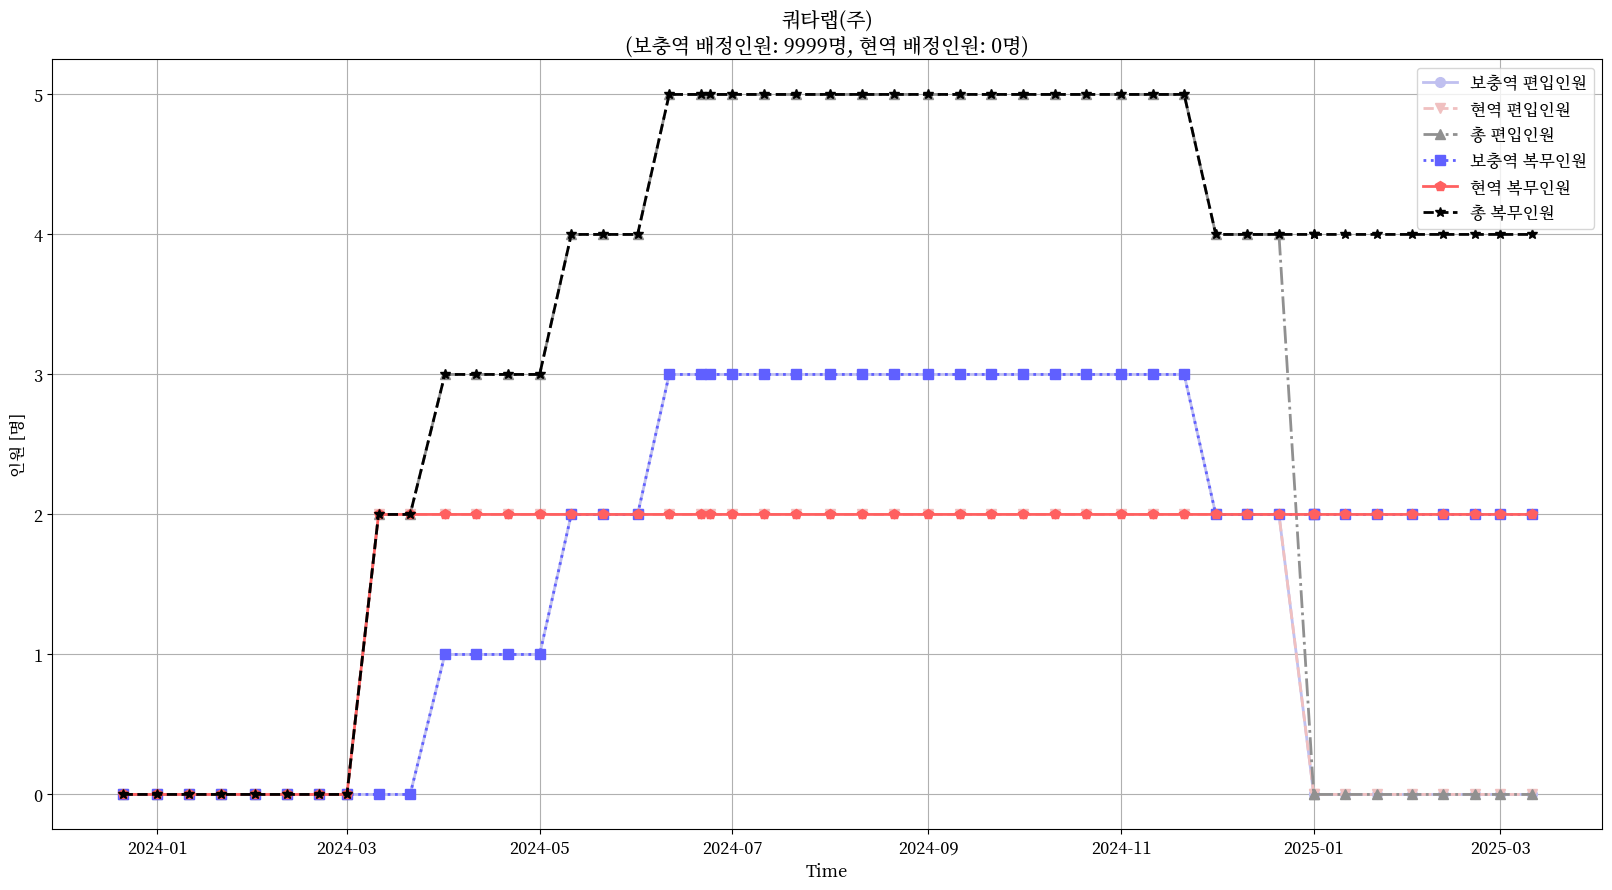 쿼타랩(주)
(보충역 배정인원: 9999명, 현역 배정인원: 0명)
보충역 편입인원
현역 편입인원
총 편입인원
보충역 복무인원
현역 복무인원
총 복무인원
인원 [명]
5
4
3
2
1
0
2024-01
2024-03
2024-05
2024-07
2024-09
2024-11
2025-01
2025-03
Time